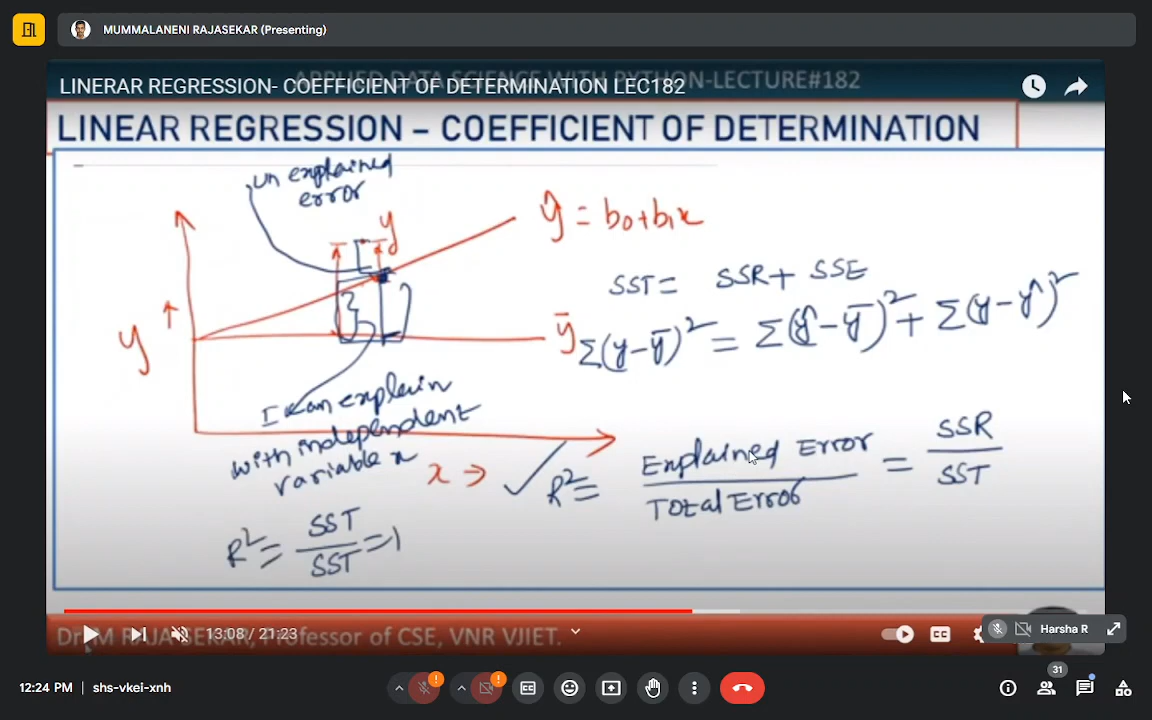 MUMMALANENI RAJASEKAR (Presenting)
APPLIED DATA SCIENCE WITH PYTHON-LECTURE#182
LINERAR REGRESSION- COEFFICIENT OF DETERMINATION LEC182
LINEAR REGRESSION – COEFFICIENT OF DETERMINATION
un explained
error
y
ŷ = b0+b1x
SST = SSR + SSE
y
ȳ
Σ(y-ȳ)² = Σ(ŷ-ȳ)² + Σ(y-ŷ)²
I can explain
with independent
variable x
x →
R² = Explained Error / Total Error = SSR / SST
R² = SST / SST = 1
Dr. M RAJASEKAR, Professor of CSE, VNR VJIET.
13:08 / 21:23
CC
Harsha R
12:24 PM | shs-vkei-xnh
31